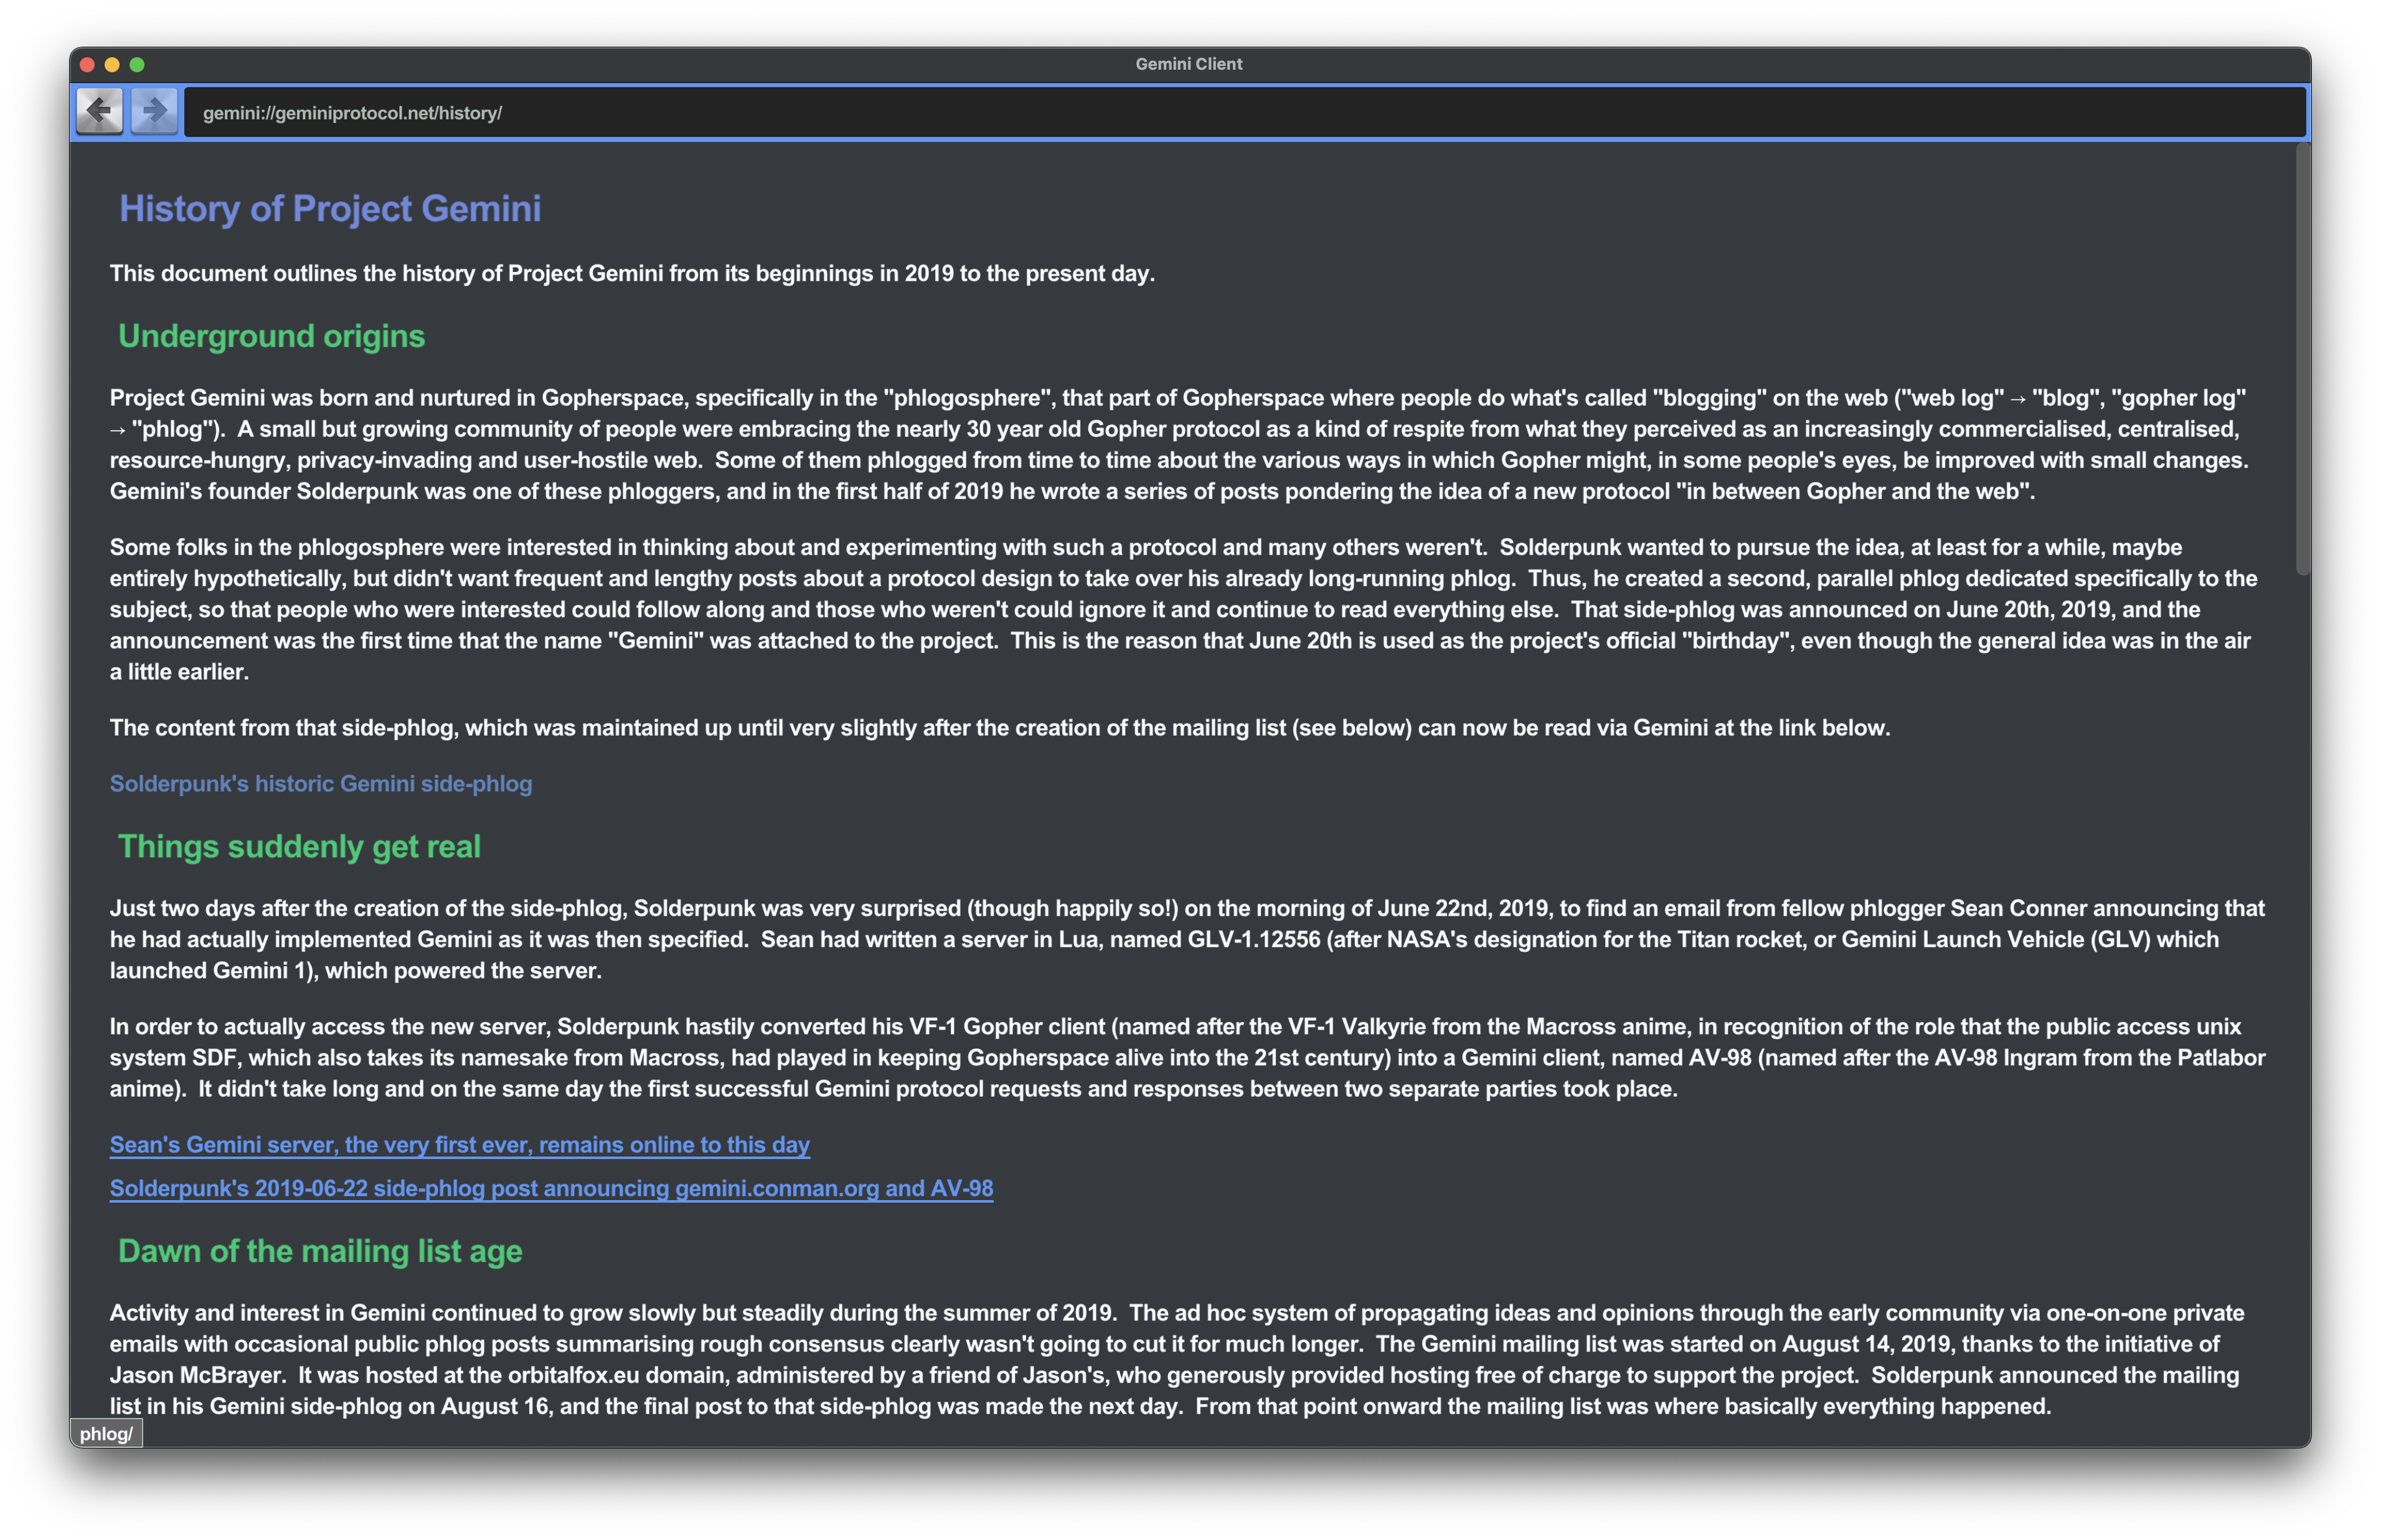 Gemini Client
gemini://geminiprotocol.net/history/
History of Project Gemini
This document outlines the history of Project Gemini from its beginnings in 2019 to the present day.
Underground origins
Project Gemini was born and nurtured in Gopherspace, specifically in the "phlogosphere", that part of Gopherspace where people do what's called "blogging" on the web ("web log" → "blog", "gopher log"
→ "phlog").  A small but growing community of people were embracing the nearly 30 year old Gopher protocol as a kind of respite from what they perceived as an increasingly commercialised, centralised,
resource-hungry, privacy-invading and user-hostile web.  Some of them phlogged from time to time about the various ways in which Gopher might, in some people's eyes, be improved with small changes.
Gemini's founder Solderpunk was one of these phloggers, and in the first half of 2019 he wrote a series of posts pondering the idea of a new protocol "in between Gopher and the web".
Some folks in the phlogosphere were interested in thinking about and experimenting with such a protocol and many others weren't.  Solderpunk wanted to pursue the idea, at least for a while, maybe
entirely hypothetically, but didn't want frequent and lengthy posts about a protocol design to take over his already long-running phlog.  Thus, he created a second, parallel phlog dedicated specifically to the
subject, so that people who were interested could follow along and those who weren't could ignore it and continue to read everything else.  That side-phlog was announced on June 20th, 2019, and the
announcement was the first time that the name "Gemini" was attached to the project.  This is the reason that June 20th is used as the project's official "birthday", even though the general idea was in the air
a little earlier.
The content from that side-phlog, which was maintained up until very slightly after the creation of the mailing list (see below) can now be read via Gemini at the link below.
Solderpunk's historic Gemini side-phlog
Things suddenly get real
Just two days after the creation of the side-phlog, Solderpunk was very surprised (though happily so!) on the morning of June 22nd, 2019, to find an email from fellow phlogger Sean Conner announcing that
he had actually implemented Gemini as it was then specified.  Sean had written a server in Lua, named GLV-1.12556 (after NASA's designation for the Titan rocket, or Gemini Launch Vehicle (GLV) which
launched Gemini 1), which powered the server.
In order to actually access the new server, Solderpunk hastily converted his VF-1 Gopher client (named after the VF-1 Valkyrie from the Macross anime, in recognition of the role that the public access unix
system SDF, which also takes its namesake from Macross, had played in keeping Gopherspace alive into the 21st century) into a Gemini client, named AV-98 (named after the AV-98 Ingram from the Patlabor
anime).  It didn't take long and on the same day the first successful Gemini protocol requests and responses between two separate parties took place.
Sean's Gemini server, the very first ever, remains online to this day
Solderpunk's 2019-06-22 side-phlog post announcing gemini.conman.org and AV-98
Dawn of the mailing list age
Activity and interest in Gemini continued to grow slowly but steadily during the summer of 2019.  The ad hoc system of propagating ideas and opinions through the early community via one-on-one private
emails with occasional public phlog posts summarising rough consensus clearly wasn't going to cut it for much longer.  The Gemini mailing list was started on August 14, 2019, thanks to the initiative of
Jason McBrayer.  It was hosted at the orbitalfox.eu domain, administered by a friend of Jason's, who generously provided hosting free of charge to support the project.  Solderpunk announced the mailing
list in his Gemini side-phlog on August 16, and the final post to that side-phlog was made the next day.  From that point onward the mailing list was where basically everything happened.
phlog/